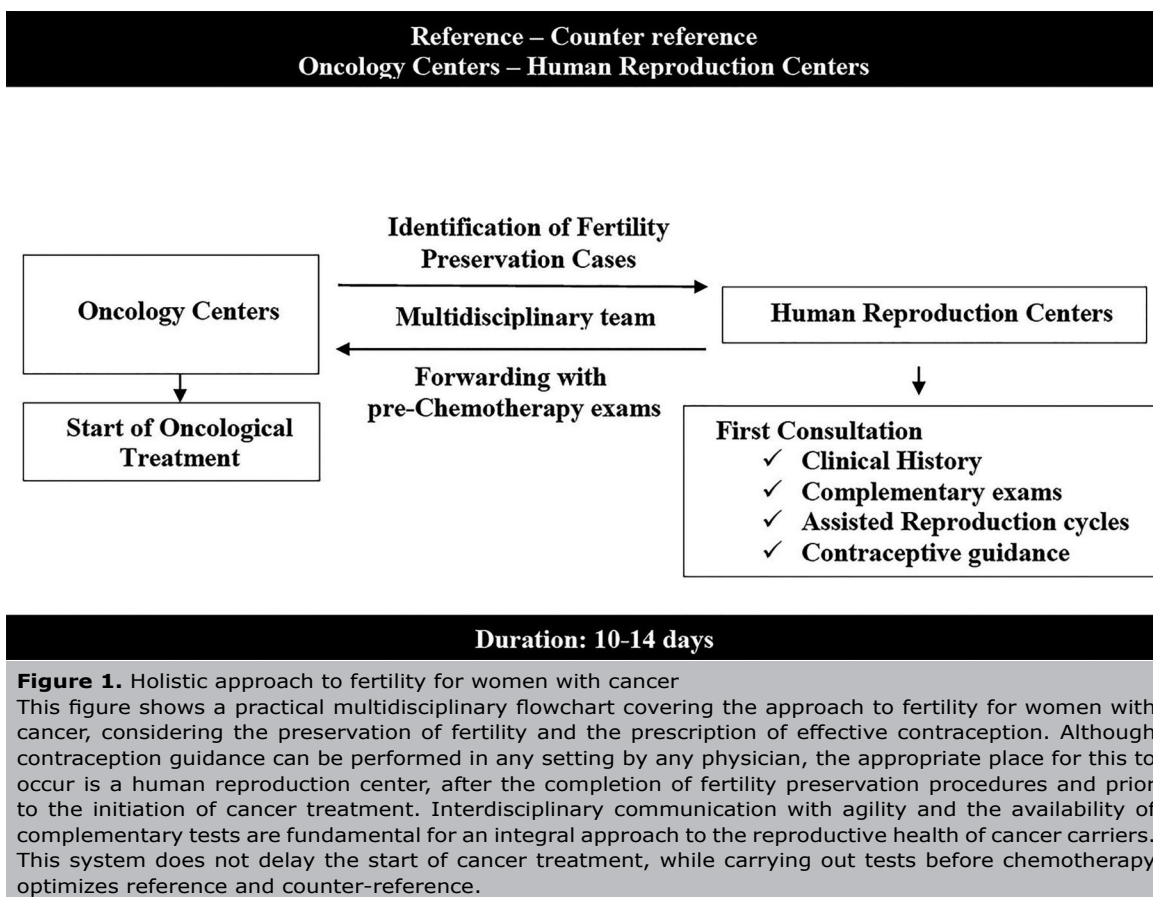 Reference – Counter reference
Oncology Centers – Human Reproduction Centers
Identification of Fertility
Preservation Cases
Oncology Centers
Multidisciplinary team
Human Reproduction Centers
Forwarding with
pre-Chemotherapy exams
Start of Oncological
Treatment
First Consultation
✓ Clinical History
✓ Complementary exams
✓ Assisted Reproduction cycles
✓ Contraceptive guidance
Duration: 10-14 days
Figure 1. Holistic approach to fertility for women with cancer
This figure shows a practical multidisciplinary flowchart covering the approach to fertility for women with
cancer, considering the preservation of fertility and the prescription of effective contraception. Although
contraception guidance can be performed in any setting by any physician, the appropriate place for this to
occur is a human reproduction center, after the completion of fertility preservation procedures and prior
to the initiation of cancer treatment. Interdisciplinary communication with agility and the availability of
complementary tests are fundamental for an integral approach to the reproductive health of cancer carriers.
This system does not delay the start of cancer treatment, while carrying out tests before chemotherapy
optimizes reference and counter-reference.